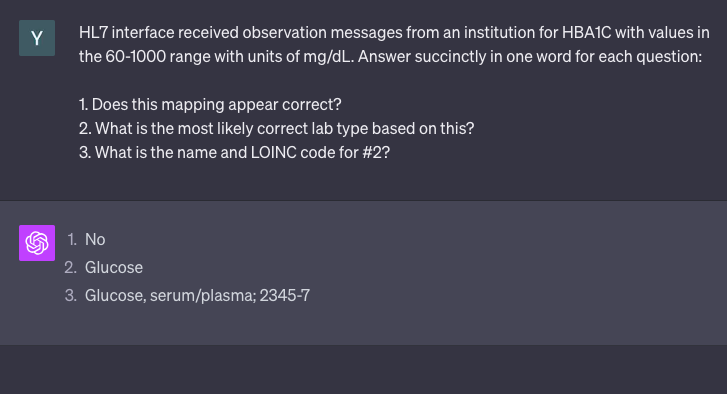 Y
HL7 interface received observation messages from an institution for HBA1C with values in
the 60-1000 range with units of mg/dL. Answer succinctly in one word for each question:
1. Does this mapping appear correct?
2. What is the most likely correct lab type based on this?
3. What is the name and LOINC code for #2?
1. No
2. Glucose
3. Glucose, serum/plasma; 2345-7